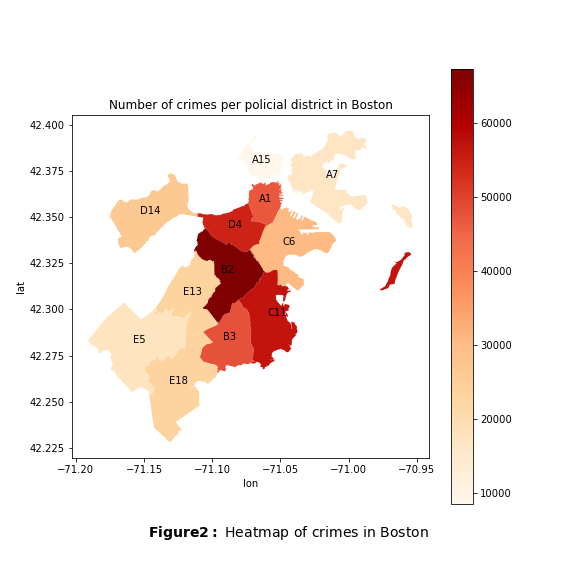 Number of crimes per policial district in Boston
42.400
42.375
42.350
42.325
42.300
42.275
42.250
42.225
lat
A15
A7
A1
D14
D4
C6
B2
E13
C11
B3
E5
E18
−71.20 −71.15 −71.10 −71.05 −71.00 −70.95
lon
60000
50000
40000
30000
20000
10000
Figure2 : Heatmap of crimes in Boston